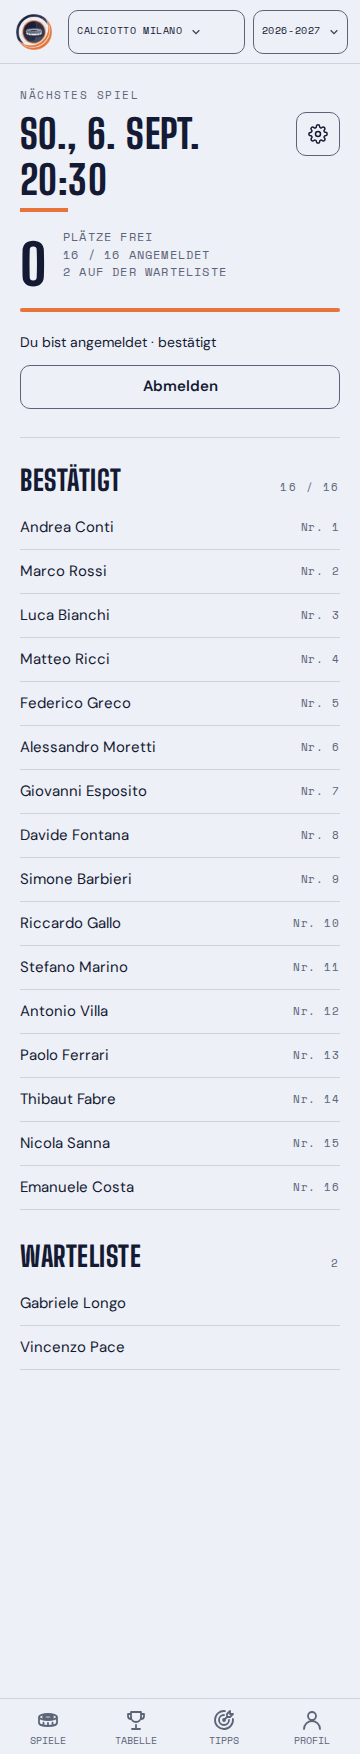 CALCIOTTO MILANO
2026-2027
NÄCHSTES SPIEL
SO., 6. SEPT.
20:30
0
PLÄTZE FREI
16 / 16 ANGEMELDET
2 AUF DER WARTELISTE
Du bist angemeldet · bestätigt
Abmelden
BESTÄTIGT 16 / 16
Andrea Conti Nr. 1
Marco Rossi Nr. 2
Luca Bianchi Nr. 3
Matteo Ricci Nr. 4
Federico Greco Nr. 5
Alessandro Moretti Nr. 6
Giovanni Esposito Nr. 7
Davide Fontana Nr. 8
Simone Barbieri Nr. 9
Riccardo Gallo Nr. 10
Stefano Marino Nr. 11
Antonio Villa Nr. 12
Paolo Ferrari Nr. 13
Thibaut Fabre Nr. 14
Nicola Sanna Nr. 15
Emanuele Costa Nr. 16
WARTELISTE 2
Gabriele Longo
Vincenzo Pace
SPIELE TABELLE TIPPS PROFIL